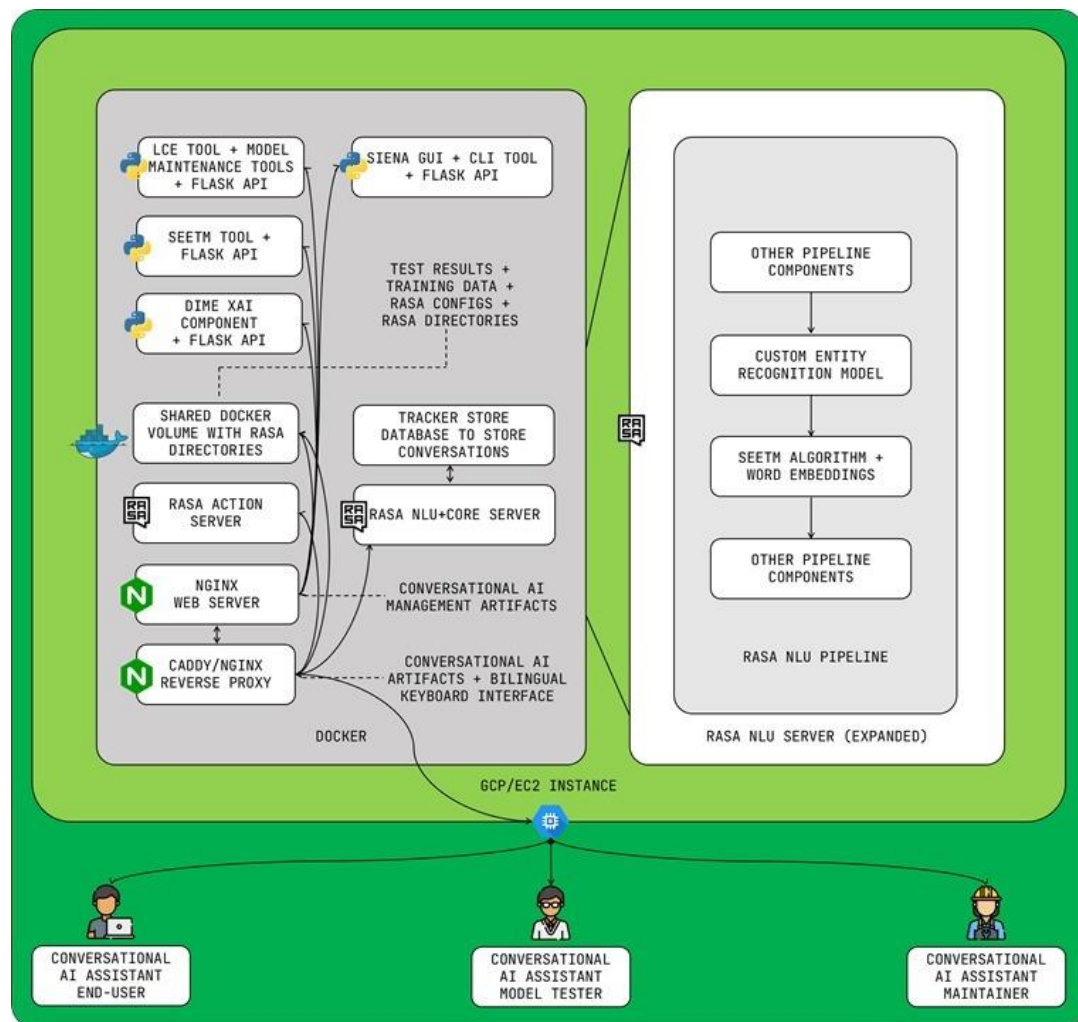 LCE TOOL + MODEL
MAINTENANCE TOOLS
+ FLASK API
SIENA GUI + CLI TOOL
+ FLASK API
SEETM TOOL +
FLASK API
TEST RESULTS +
TRAINING DATA +
RASA CONFIGS +
RASA DIRECTORIES
DIME XAI
COMPONENT
+ FLASK API
SHARED DOCKER
VOLUME WITH RASA
DIRECTORIES
TRACKER STORE
DATABASE TO STORE
CONVERSATIONS
RASA
RASA ACTION
SERVER
RASA
RASA NLU+CORE SERVER
N
NGINX
WEB SERVER
CONVERSATIONAL AI
MANAGEMENT ARTIFACTS
N
CADDY/NGINX
REVERSE PROXY
CONVERSATIONAL AI
ARTIFACTS + BILINGUAL
KEYBOARD INTERFACE
DOCKER
RASA
OTHER PIPELINE
COMPONENTS
CUSTOM ENTITY
RECOGNITION MODEL
SEETM ALGORITHM +
WORD EMBEDDINGS
OTHER PIPELINE
COMPONENTS
RASA NLU PIPELINE
RASA NLU SERVER (EXPANDED)
GCP/EC2 INSTANCE
CONVERSATIONAL
AI ASSISTANT
END-USER
CONVERSATIONAL
AI ASSISTANT
MODEL TESTER
CONVERSATIONAL
AI ASSISTANT
MAINTAINER